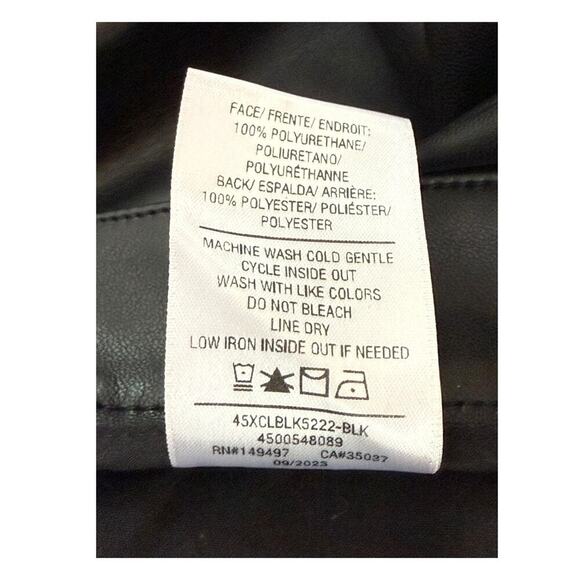 FACE/ FRENTE/ ENDROIT:
100% POLYURETHANE/
POLIURETANO/
POLYURÉTHANNE
BACK/ ESPALDA/ ARRIÈRE:
100% POLYESTER/ POLIÉSTER/
POLYESTER
MACHINE WASH COLD GENTLE
CYCLE INSIDE OUT
WASH WITH LIKE COLORS
DO NOT BLEACH
LINE DRY
LOW IRON INSIDE OUT IF NEEDED
45XCLBLK5222-BLK
4500548089
RN#149497 CA#35037
09/2023